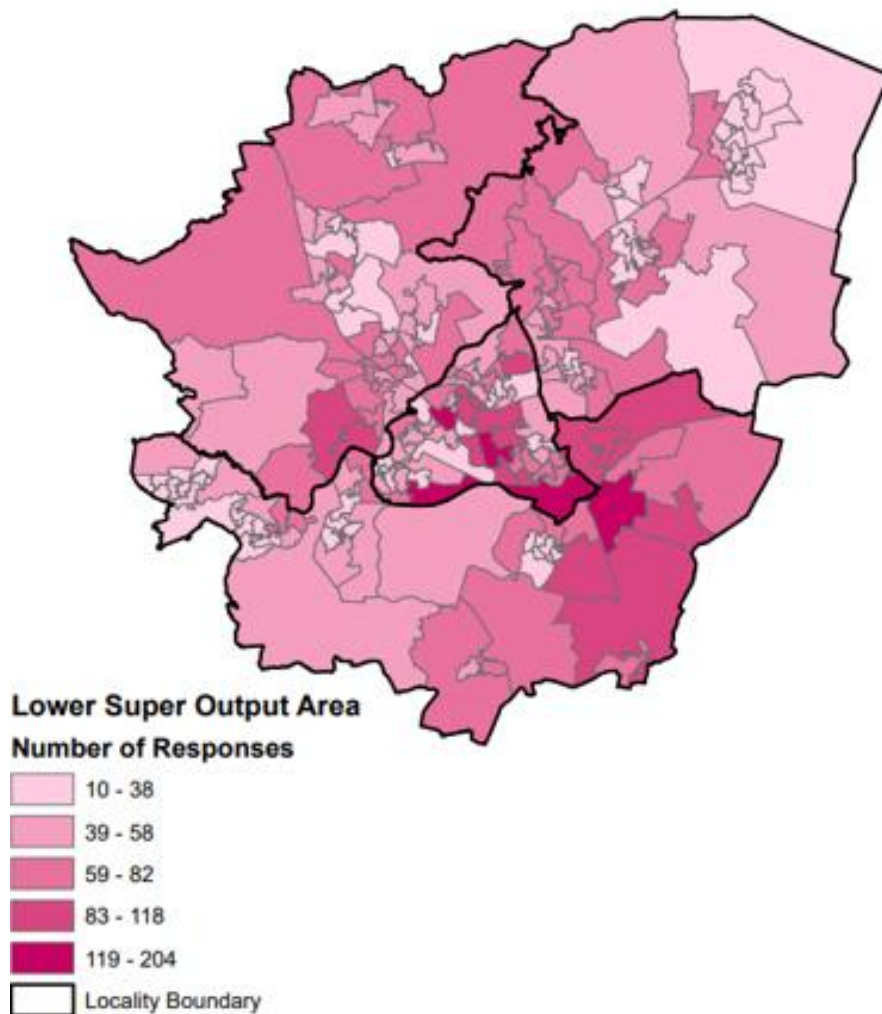 Lower Super Output Area
Number of Responses
10 - 38
39 - 58
59 - 82
83 - 118
119 - 204
Locality Boundary